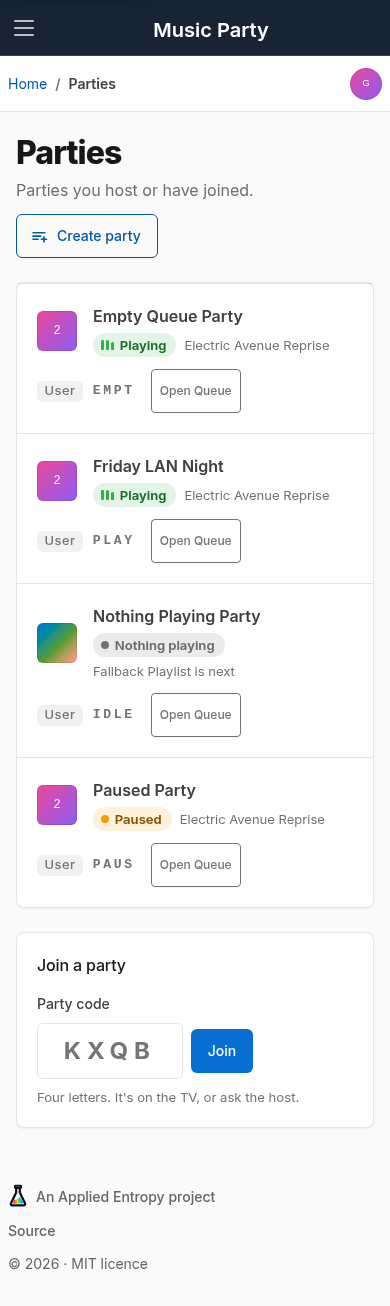 Music Party
Home / Parties
G
Parties
Parties you host or have joined.
Create party
2
Empty Queue Party
Playing Electric Avenue Reprise
User EMPT Open Queue
2
Friday LAN Night
Playing Electric Avenue Reprise
User PLAY Open Queue
Nothing Playing Party
Nothing playing
Fallback Playlist is next
User IDLE Open Queue
2
Paused Party
Paused Electric Avenue Reprise
User PAUS Open Queue
Join a party
Party code
KXQB Join
Four letters. It's on the TV, or ask the host.
An Applied Entropy project
Source
© 2026 · MIT licence